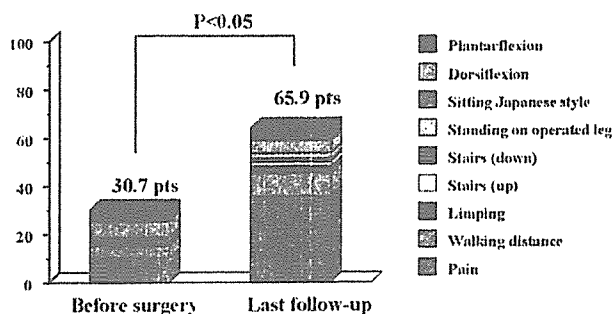 P<0.05
100
80
60
40
20
0
30.7 pts
65.9 pts
Before surgery
Last follow-up
Plantarflexion
Dorsiflexion
Sitting Japanese style
Standing on operated leg
Stairs (down)
Stairs (up)
Limping
Walking distance
Pain